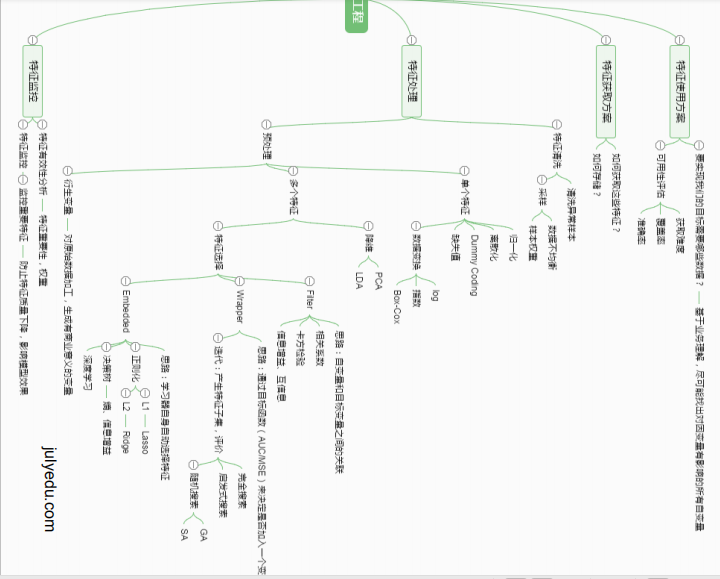 工程
特征使用方案
要实现我们的目标需要哪些数据？
基于业务理解，尽可能找出对因变量有影响的所有自变量
可用性评估
获取难度
覆盖率
准确率
特征获取方案
如何获取这些特征？
如何存储？
特征处理
特征清洗
清洗异常样本
采样
数据不均衡
样本权重
预处理
单个特征
归一化
离散化
Dummy Coding
缺失值
数据变换
log
指数
Box-Cox
多个特征
降维
PCA
LDA
特征选择
Filter
思路：自变量和目标变量之间的关联
相关系数
卡方检验
信息增益、互信息
Wrapper
思路：通过目标函数（AUC/MSE）来决定是否加入一个变
迭代：产生特征子集，评价
完全搜索
启发式搜索
随机搜索
GA
SA
Embedded
思路：学习器自身自动选择特征
正则化
L1
Lasso
L2
Ridge
决策树
熵、信息增益
深度学习
衍生变量
对原始数据加工，生成有商业意义的变量
特征监控
特征有效性分析
特征重要性，权重
特征监控
监控重要特征
防止特征质量下降，影响模型效果
julyedu.com